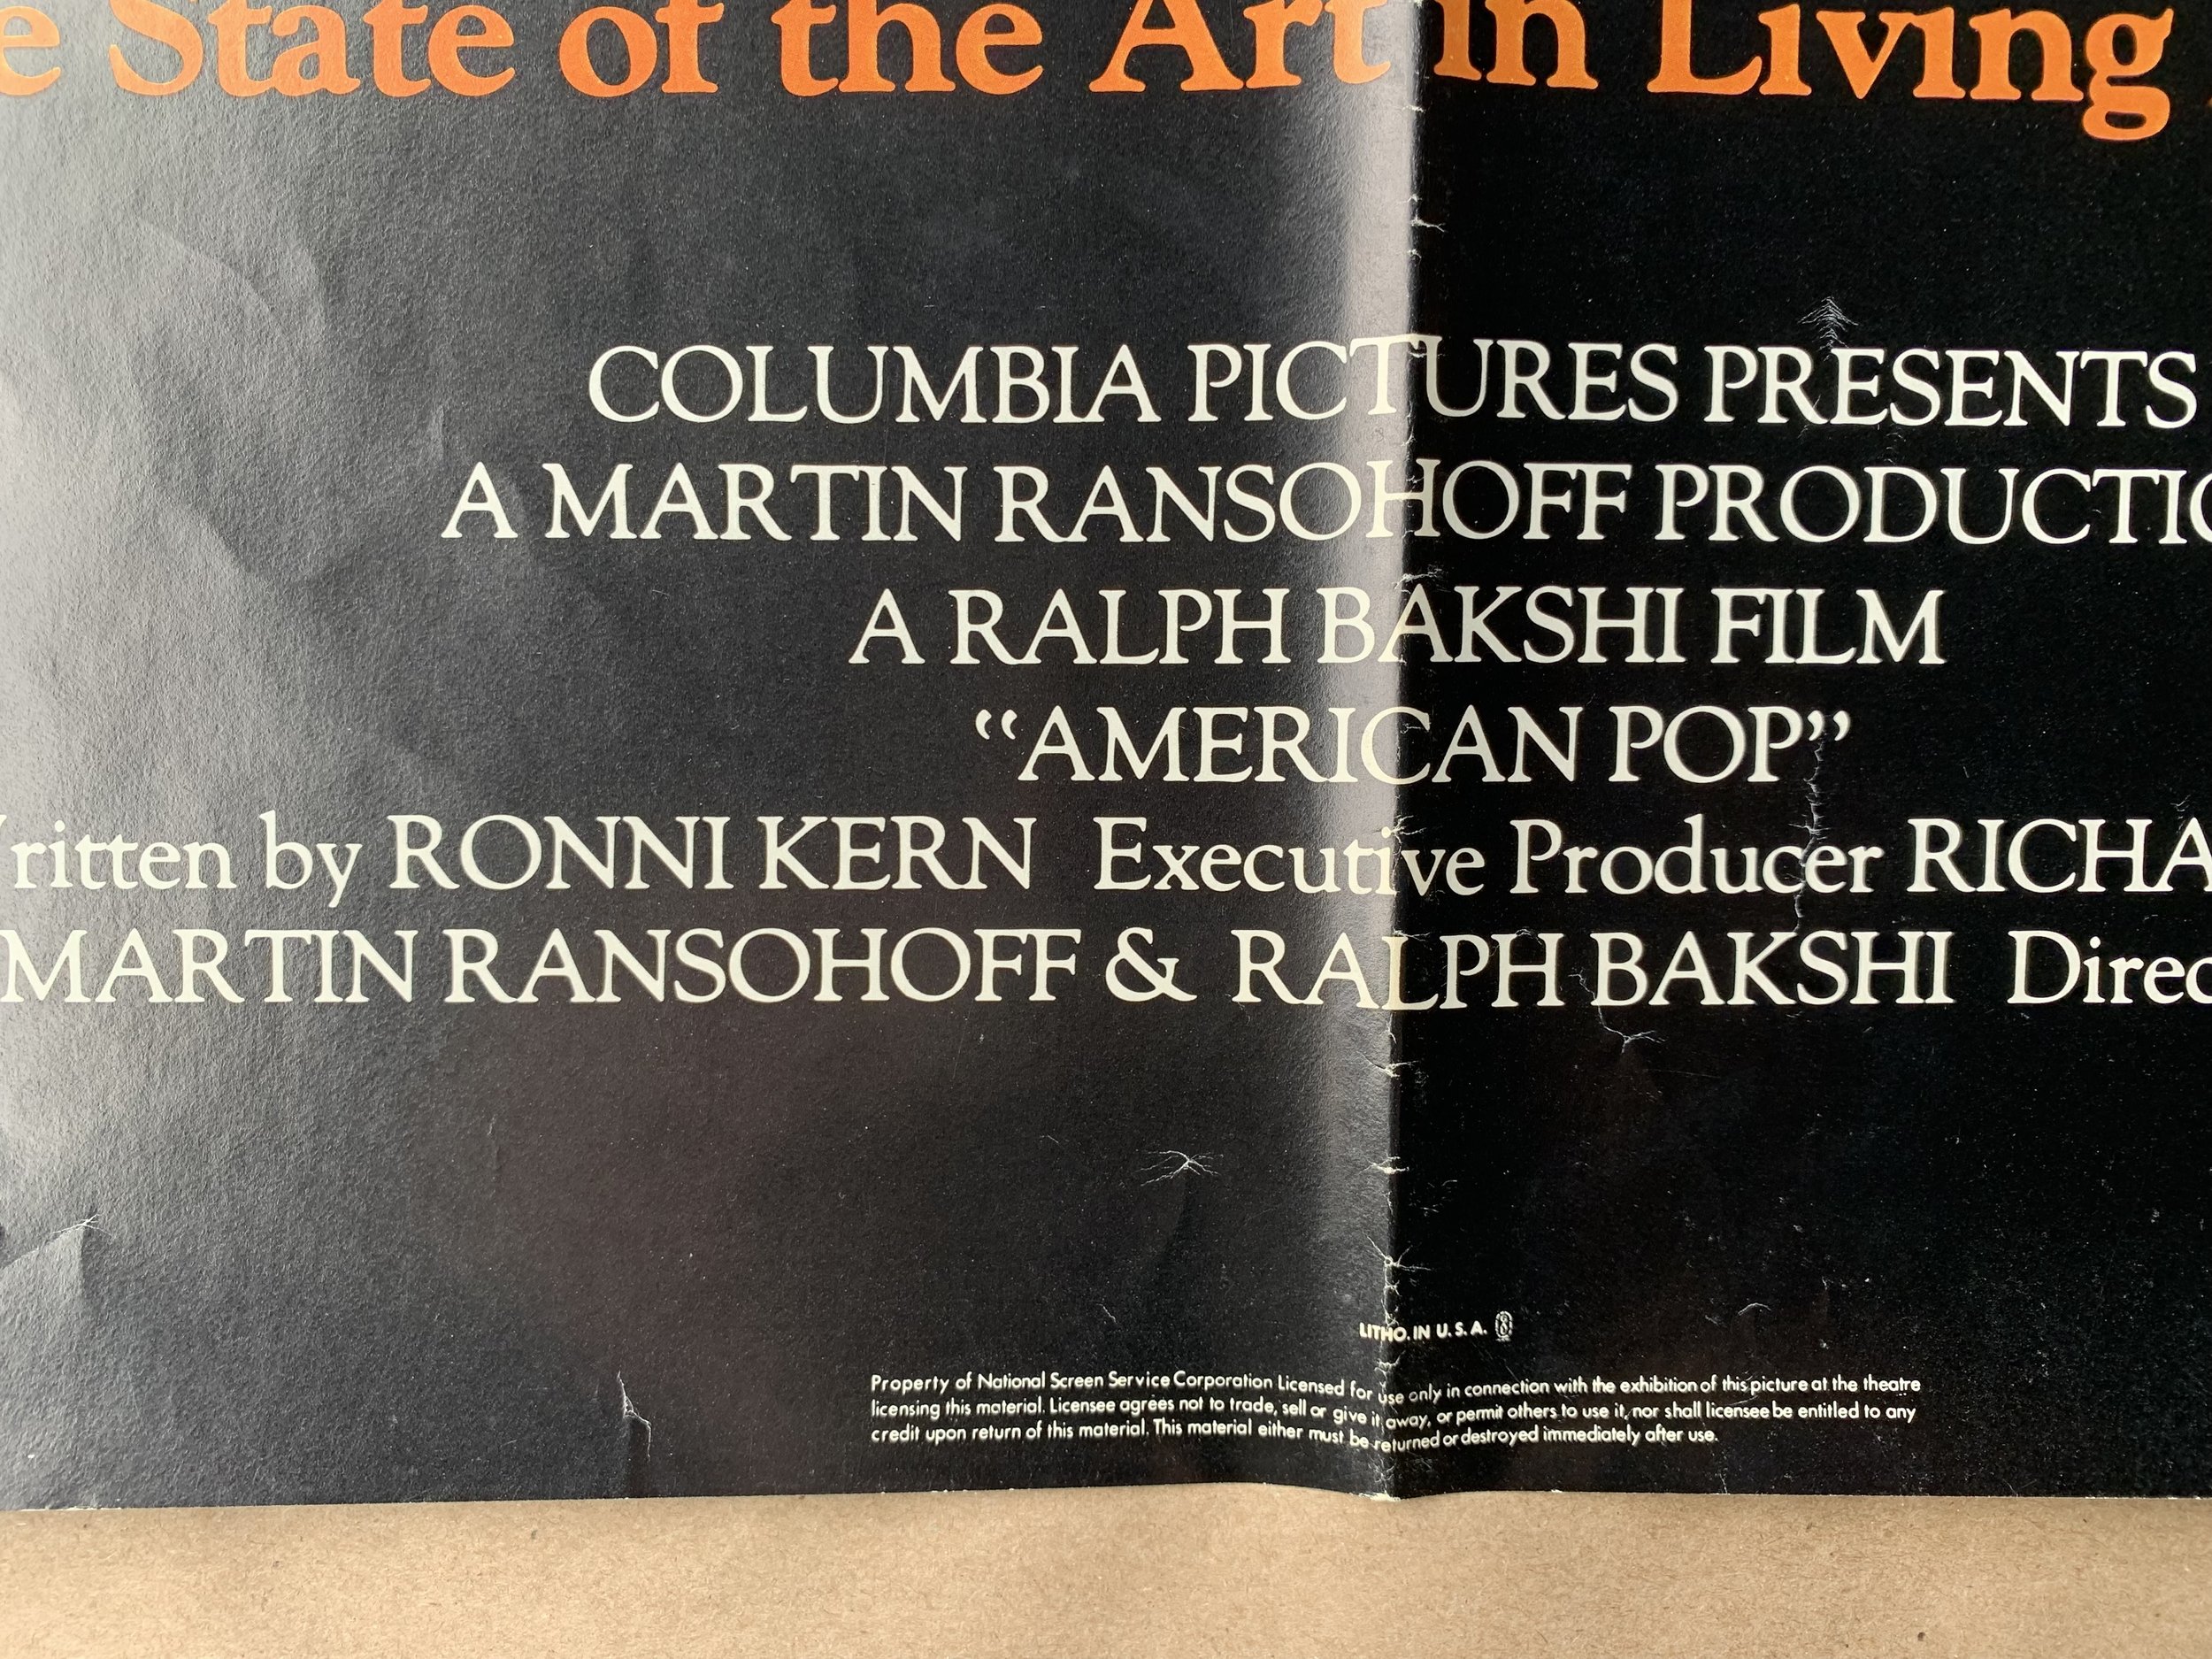 e State of the Art in Living
COLUMBIA PICTURES PRESENTS
A MARTIN RANSOHOFF PRODUCTIO
A RALPH BAKSHI FILM
“AMERICAN POP”
ritten by RONNI KERN Executive Producer RICHA
MARTIN RANSOHOFF & RALPH BAKSHI Direc
LITHO. IN U.S.A.
Property of National Screen Service Corporation Licensed for use only in connection with the exhibition of this picture at the theatre
licensing this material. Licensee agrees not to trade, sell or give it away, or permit others to use it, nor shall licensee be entitled to any
credit upon return of this material. This material either must be returned or destroyed immediately after use.